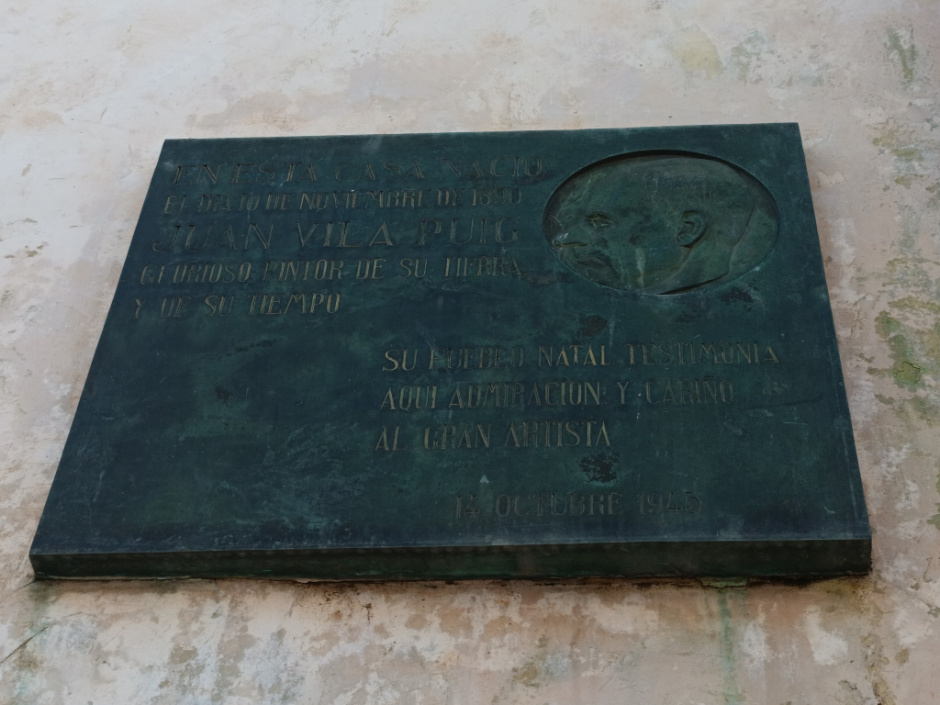 EN ESTA CASA NACIO
EL DIA 10 DE NOVIEMBRE DE 1890
JUAN VILA PUIG
GLORIOSO PINTOR DE SU TIERRA
Y DE SU TIEMPO
SU PUEBLO NATAL TESTIMONIA
AQUI ADMIRACION Y CARIÑO
AL GRAN ARTISTA
14 OCTUBRE 1945